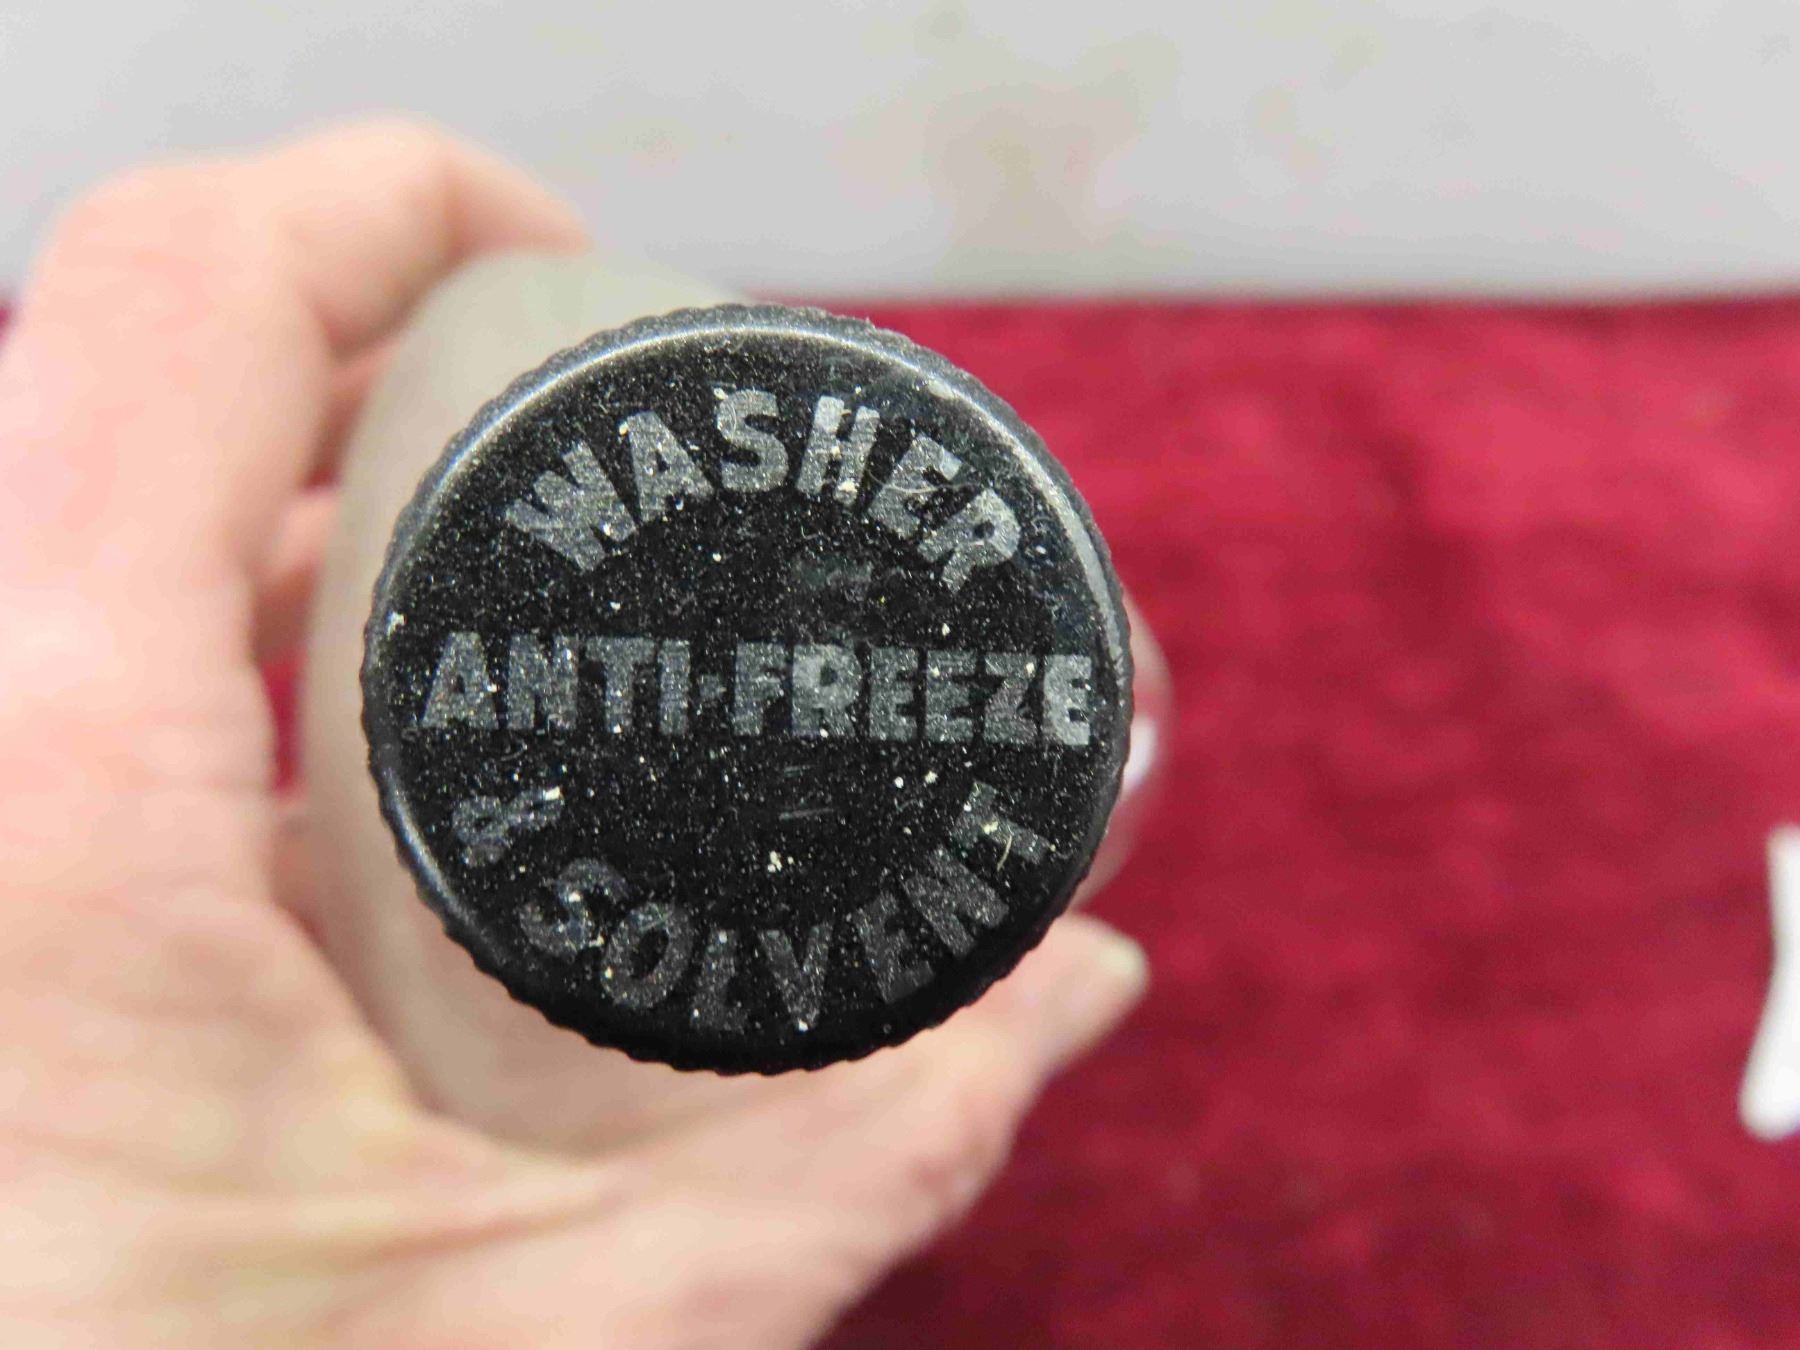 WASHER
ANTI-FREEZE
& SOLVENT